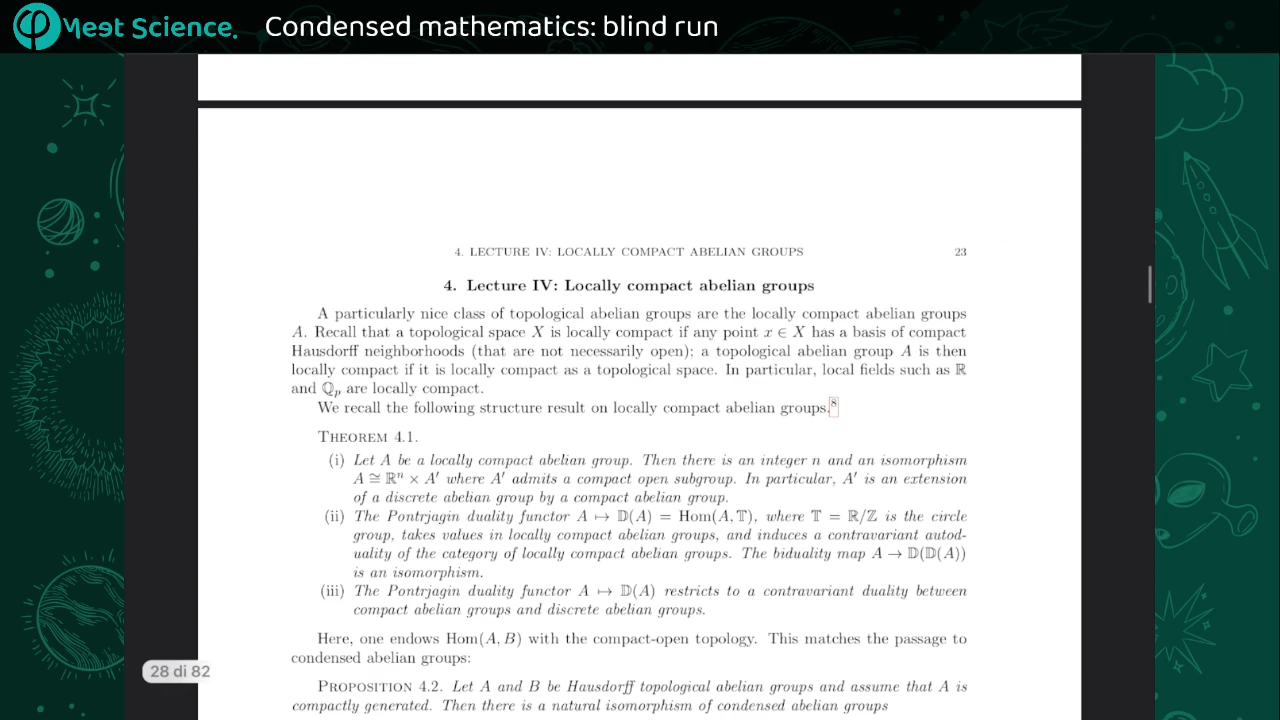 Meet Science.
Condensed mathematics: blind run
4. LECTURE IV: LOCALLY COMPACT ABELIAN GROUPS 23
4. Lecture IV: Locally compact abelian groups
A particularly nice class of topological abelian groups are the locally compact abelian groups
A. Recall that a topological space X is locally compact if any point x ∈ X has a basis of compact
Hausdorff neighborhoods (that are not necessarily open); a topological abelian group A is then
locally compact if it is locally compact as a topological space. In particular, local fields such as ℝ
and ℚp are locally compact.
We recall the following structure result on locally compact abelian groups.8
THEOREM 4.1.
(i) Let A be a locally compact abelian group. Then there is an integer n and an isomorphism
A ≅ ℝⁿ × A′ where A′ admits a compact open subgroup. In particular, A′ is an extension
of a discrete abelian group by a compact abelian group.
(ii) The Pontrjagin duality functor A ↦ 𝔻(A) = Hom(A, 𝕋), where 𝕋 = ℝ/ℤ is the circle
group, takes values in locally compact abelian groups, and induces a contravariant autod-
uality of the category of locally compact abelian groups. The biduality map A → 𝔻(𝔻(A))
is an isomorphism.
(iii) The Pontrjagin duality functor A ↦ 𝔻(A) restricts to a contravariant duality between
compact abelian groups and discrete abelian groups.
Here, one endows Hom(A, B) with the compact-open topology. This matches the passage to
condensed abelian groups:
28 di 82
PROPOSITION 4.2. Let A and B be Hausdorff topological abelian groups and assume that A is
compactly generated. Then there is a natural isomorphism of condensed abelian groups